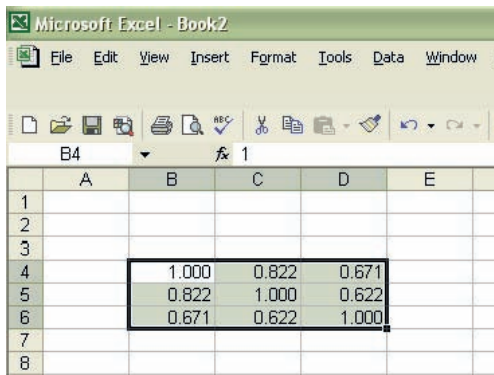 Microsoft Excel - Book2
File Edit View Insert Format Tools Data Window
ABC
B4 fx 1
A B C D E
1
2
3
4 1.000 0.822 0.671
5 0.822 1.000 0.622
6 0.671 0.622 1.000
7
8